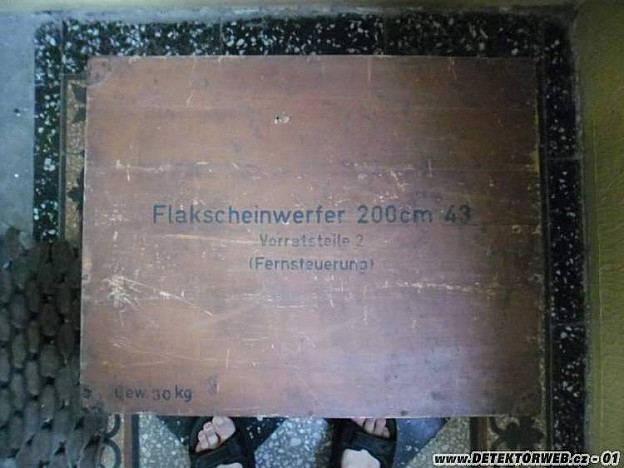 Flakscheinwerfer 200cm 43
Vorratsteile 2
(Fernsteuerung)
Gew. 30 kg
www.DETEKTORWEB.cz - 01